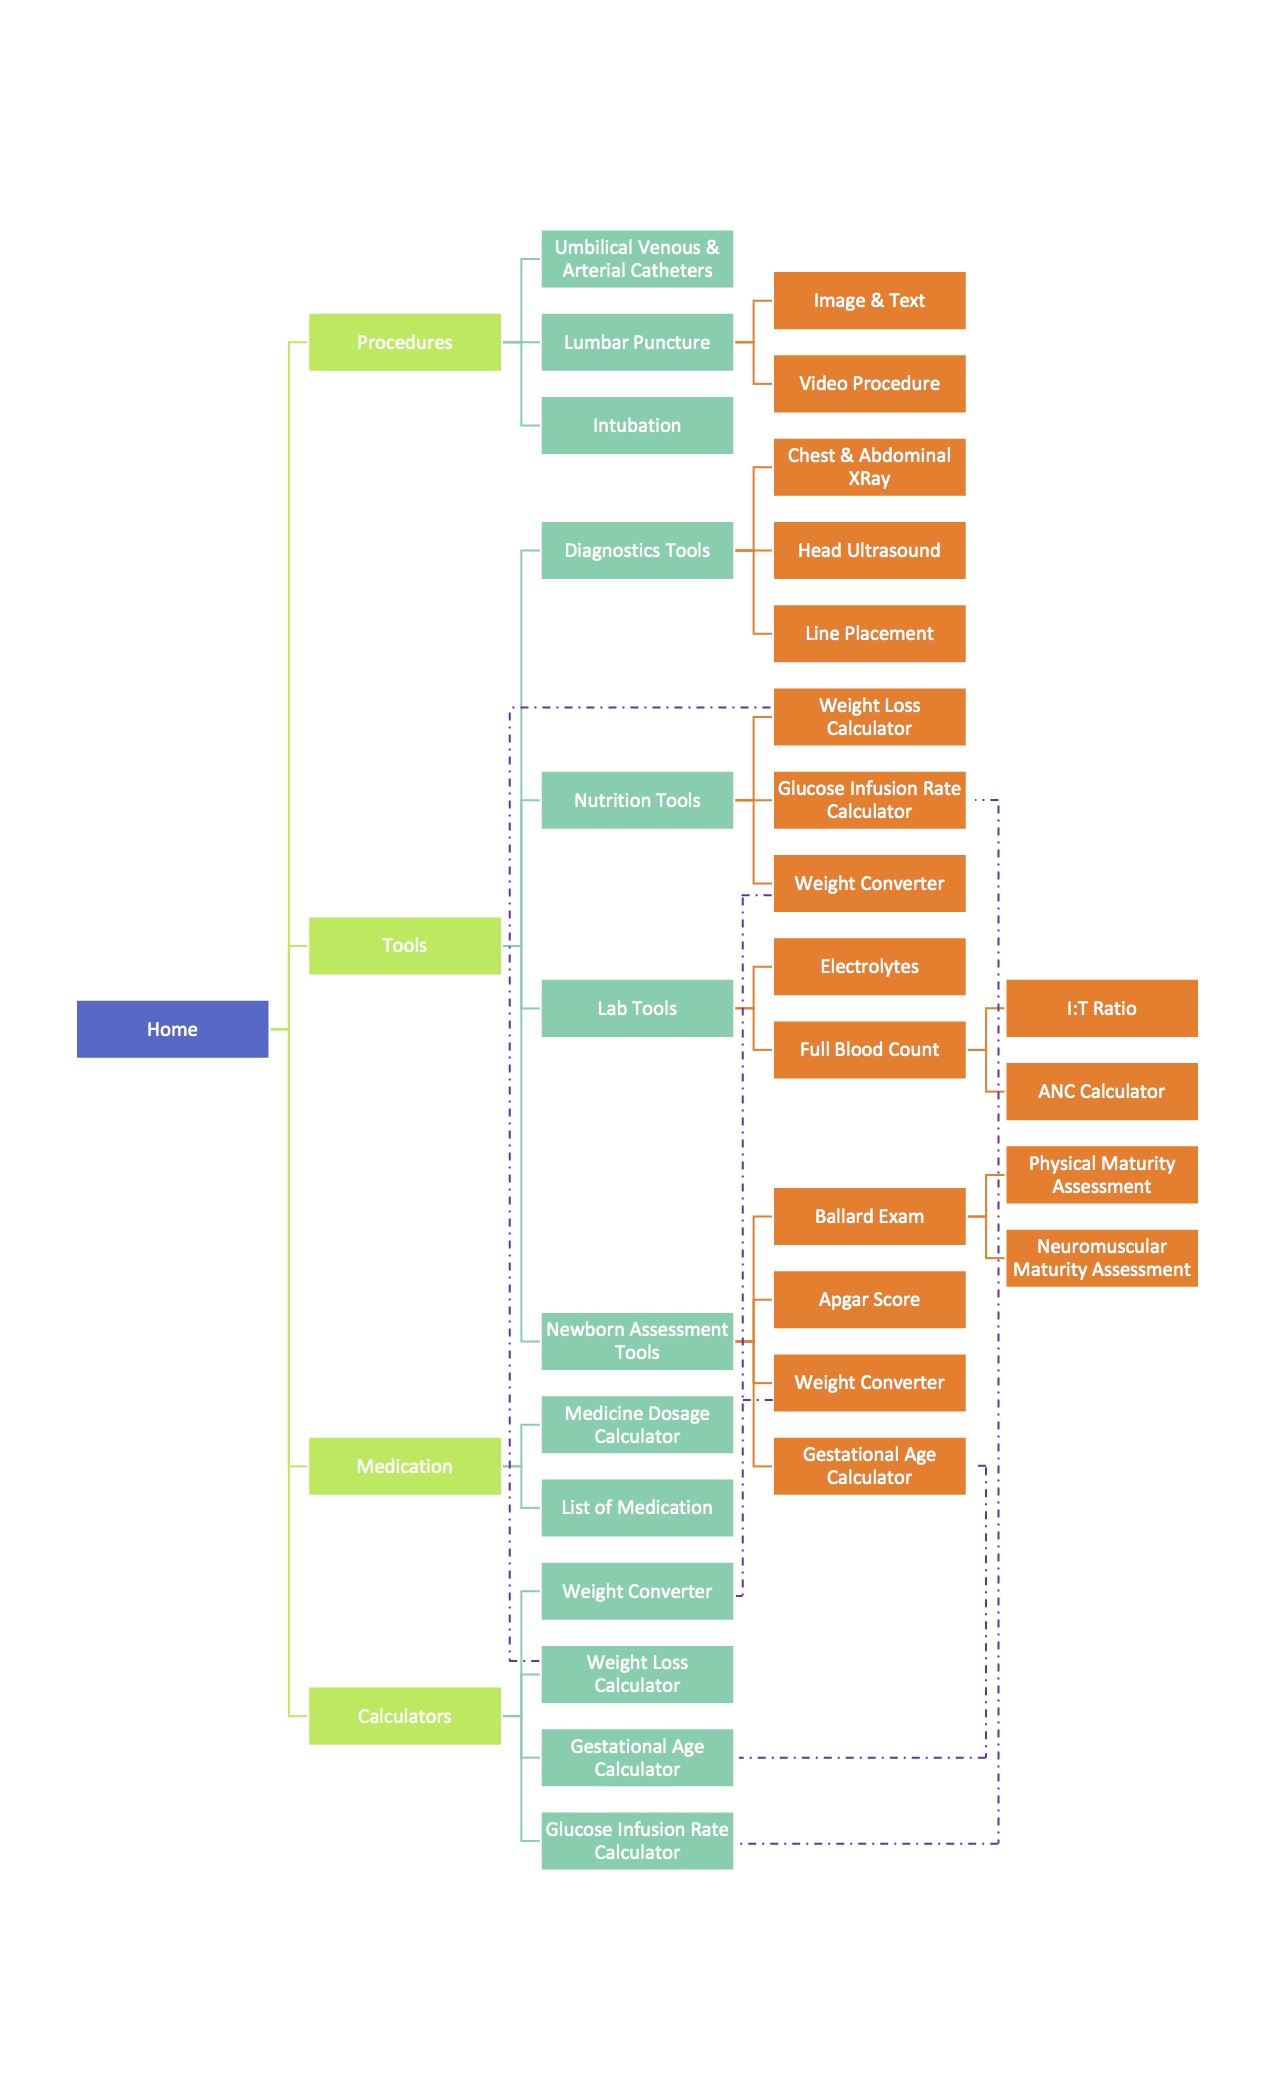 Home
Procedures
Umbilical Venous &
Arterial Catheters
Lumbar Puncture
Image & Text
Video Procedure
Intubation
Tools
Diagnostics Tools
Chest & Abdominal
XRay
Head Ultrasound
Line Placement
Nutrition Tools
Weight Loss
Calculator
Glucose Infusion Rate
Calculator
Weight Converter
Lab Tools
Electrolytes
Full Blood Count
I:T Ratio
ANC Calculator
Newborn Assessment
Tools
Ballard Exam
Physical Maturity
Assessment
Neuromuscular
Maturity Assessment
Apgar Score
Weight Converter
Gestational Age
Calculator
Medication
Medicine Dosage
Calculator
List of Medication
Calculators
Weight Converter
Weight Loss
Calculator
Gestational Age
Calculator
Glucose Infusion Rate
Calculator